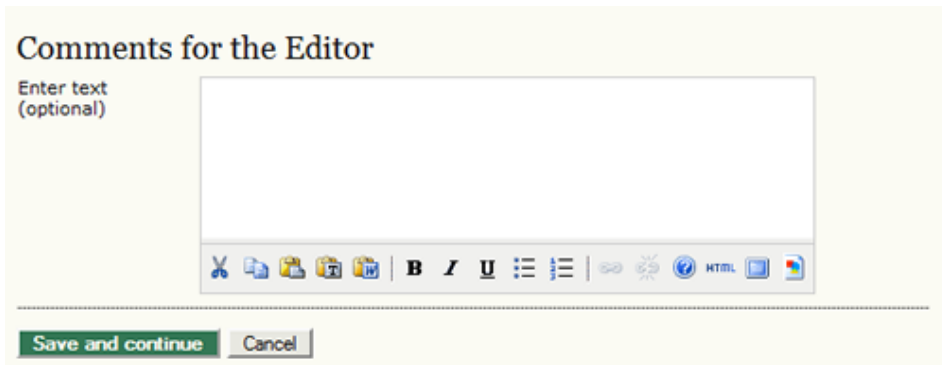 Comments for the Editor
Enter text
(optional)
T W B I U HTML
Save and continue Cancel